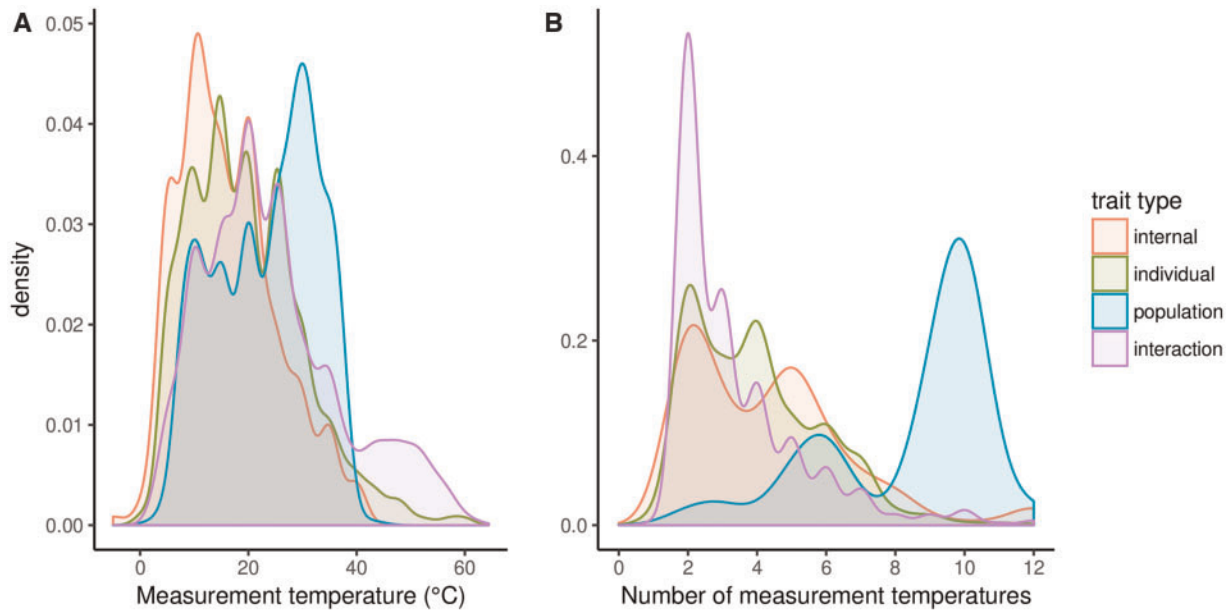 A
0.05
0.04
0.03
0.02
0.01
0.00
density
0 20 40 60
Measurement temperature (°C)
B
0.4
0.2
0.0
0 2 4 6 8 10 12
Number of measurement temperatures
trait type
internal
individual
population
interaction